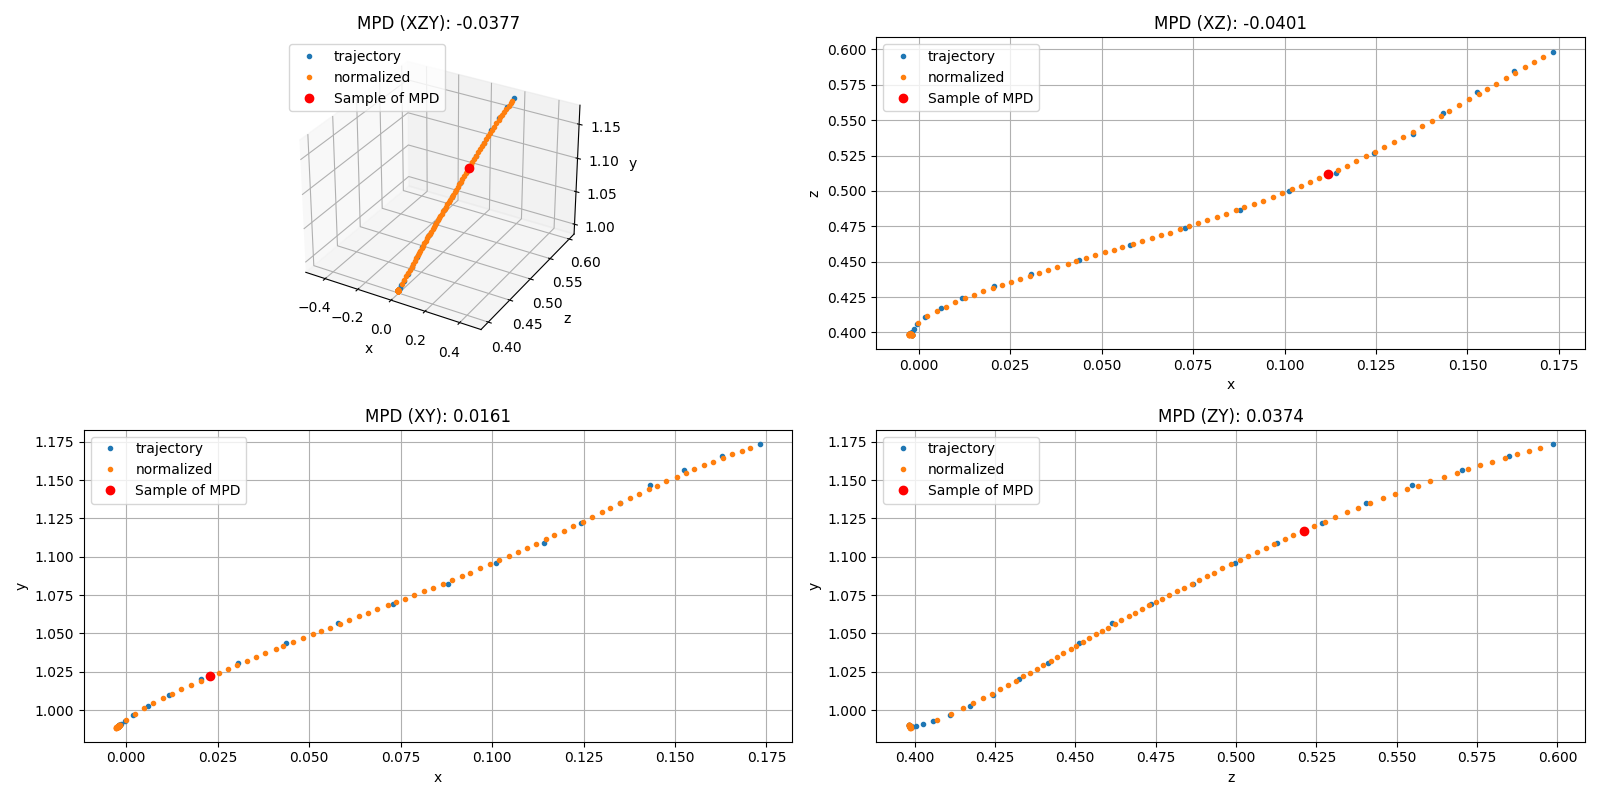 MPD (XZY): -0.0377
trajectory
normalized
Sample of MPD
1.15
1.10
1.05
1.00
y
0.60
0.55
0.50
0.45
0.40
z
−0.4
−0.2
0.0
0.2
0.4
x
MPD (XZ): -0.0401
trajectory
normalized
Sample of MPD
0.600
0.575
0.550
0.525
0.500
0.475
0.450
0.425
0.400
z
0.000 0.025 0.050 0.075 0.100 0.125 0.150 0.175
x
MPD (XY): 0.0161
trajectory
normalized
Sample of MPD
1.175
1.150
1.125
1.100
1.075
1.050
1.025
1.000
y
0.000 0.025 0.050 0.075 0.100 0.125 0.150 0.175
x
MPD (ZY): 0.0374
trajectory
normalized
Sample of MPD
1.175
1.150
1.125
1.100
1.075
1.050
1.025
1.000
y
0.400 0.425 0.450 0.475 0.500 0.525 0.550 0.575 0.600
z